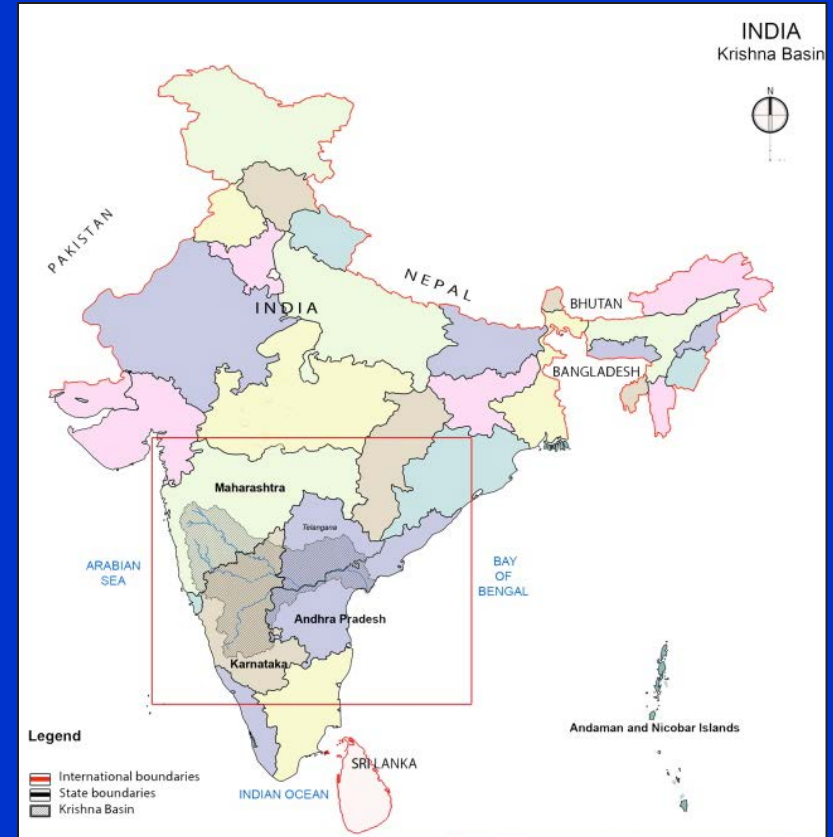 INDIA
Krishna Basin
N
PAKISTAN
NEPAL
INDIA
BHUTAN
BANGLADESH
Maharashtra
Telangana
ARABIAN
SEA
BAY
OF
BENGAL
Andhra Pradesh
Karnataka
Andaman and Nicobar Islands
Legend
SRI LANKA
International boundaries
State boundaries
Krishna Basin
INDIAN OCEAN